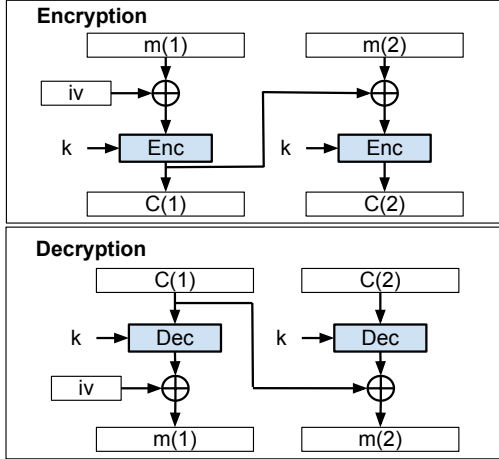 Encryption
m(1) m(2)
iv
k Enc k Enc
C(1) C(2)
Decryption
C(1) C(2)
k Dec k Dec
iv
m(1) m(2)